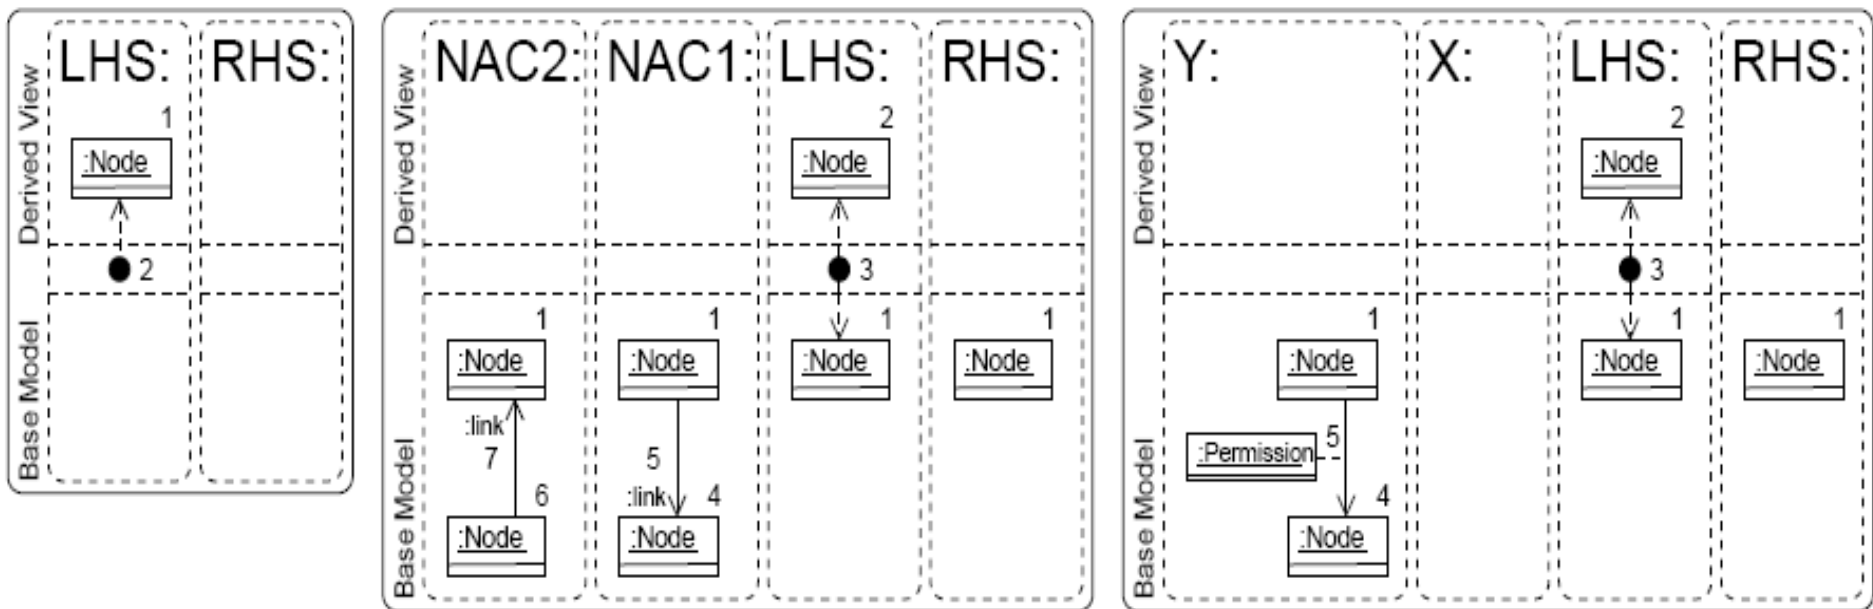 LHS: RHS:
Derived View
1
:Node
2
Base Model
NAC2: NAC1: LHS: RHS:
Derived View
2
:Node
3
Base Model
1 1 1 1
:Node :Node :Node :Node
:link
7 5
6 :link 4
:Node :Node
Y: X: LHS: RHS:
Derived View
2
:Node
3
Base Model
1 1 1
:Node :Node :Node
:Permission 5
4
:Node